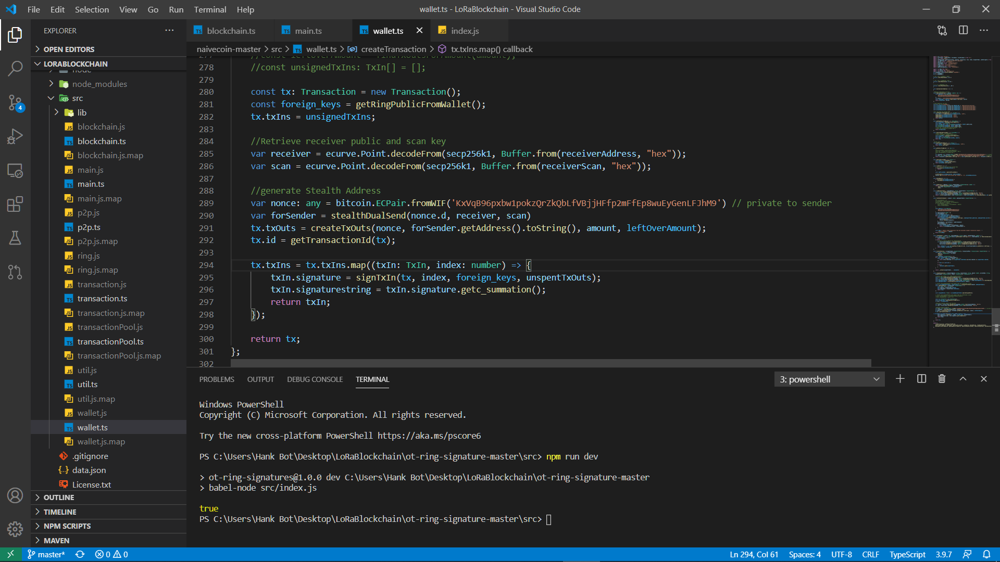 File Edit Selection View Go Run Terminal Help
wallet.ts - LoRaBlockchain - Visual Studio Code
EXPLORER
OPEN EDITORS
LORABLOCKCHAIN
node
node_modules
src
lib
blockchain.js
blockchain.ts
blockchain.js.map
main.js
main.ts
main.js.map
p2p.js
p2p.ts
p2p.js.map
ring.js
ring.js.map
transaction.js
transaction.ts
transaction.js.map
transactionPool.js
transactionPool.ts
transactionPool.js.map
util.js
util.ts
util.js.map
wallet.js
wallet.ts
wallet.js.map
.gitignore
data.json
License.txt
OUTLINE
TIMELINE
NPM SCRIPTS
MAVEN
4
blockchain.ts main.ts wallet.ts index.js
naivecoin-master > src > wallet.ts > createTransaction > tx.txIns.map() callback
278 //const unsignedTxIns: TxIn[] = [];
279
280 const tx: Transaction = new Transaction();
281 const foreign_keys = getRingPublicFromWallet();
282 tx.txIns = unsignedTxIns;
283
284 //Retrieve receiver public and scan key
285 var receiver = ecurve.Point.decodeFrom(secp256k1, Buffer.from(receiverAddress, "hex"));
286 var scan = ecurve.Point.decodeFrom(secp256k1, Buffer.from(receiverScan, "hex"));
287
288 //generate Stealth Address
289 var nonce: any = bitcoin.ECPair.fromWIF('KxVqB96pxbw1pokzQrZkQbLfVBjjHFfp2mFfEp8wuEyGenLFJhM9') // private to sender
290 var forSender = stealthDualSend(nonce.d, receiver, scan)
291 tx.txOuts = createTxOuts(nonce, forSender.getAddress().toString(), amount, leftOverAmount);
292 tx.id = getTransactionId(tx);
293
294 tx.txIns = tx.txIns.map((txIn: TxIn, index: number) => {
295 txIn.signature = signTxIn(tx, index, foreign_keys, unspentTxOuts);
296 txIn.signaturestring = txIn.signature.getc_summation();
297 return txIn;
298 });
299
300 return tx;
301 };
302
PROBLEMS OUTPUT DEBUG CONSOLE TERMINAL
3: powershell
Windows PowerShell
Copyright (C) Microsoft Corporation. All rights reserved.
Try the new cross-platform PowerShell https://aka.ms/pscore6
PS C:\Users\Hank Bot\Desktop\LoRaBlockchain\ot-ring-signature-master\src> npm run dev
> ot-ring-signatures@1.0.0 dev C:\Users\Hank Bot\Desktop\LoRaBlockchain\ot-ring-signature-master
> babel-node src/index.js
true
PS C:\Users\Hank Bot\Desktop\LoRaBlockchain\ot-ring-signature-master\src>
master* 0 0 Ln 294, Col 61 Spaces: 4 UTF-8 CRLF TypeScript 3.9.7